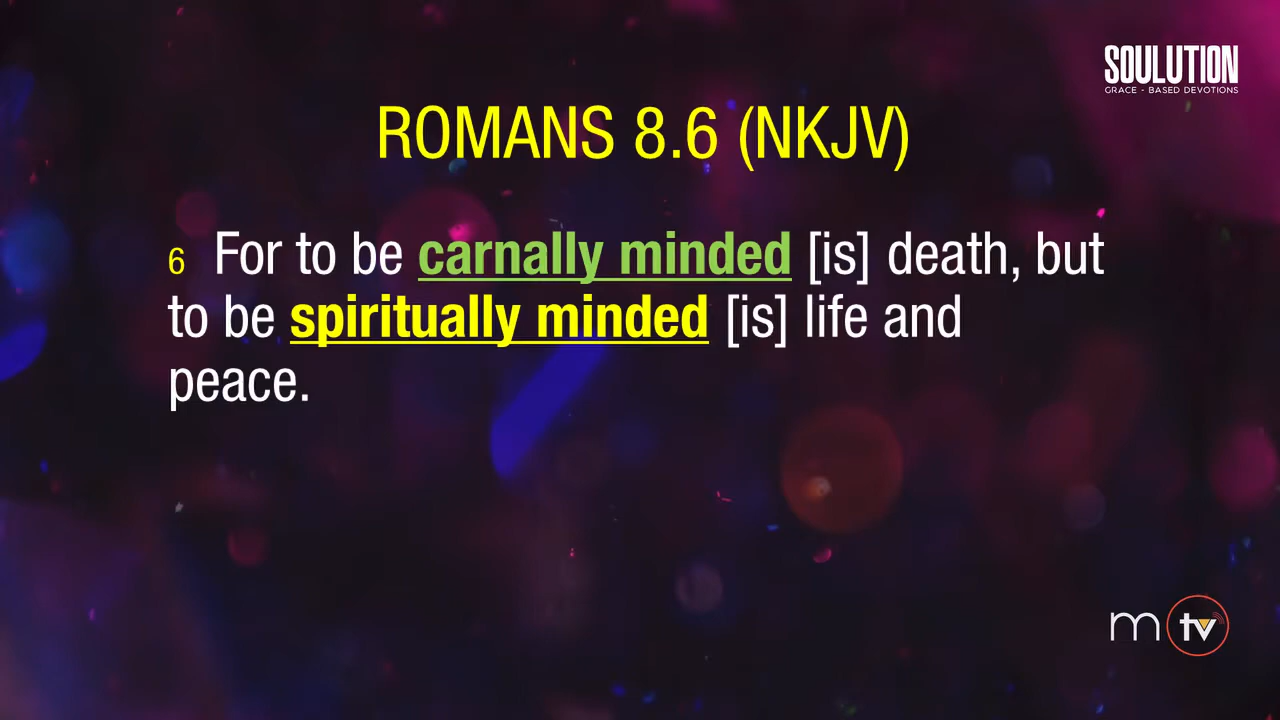 SOULUTION
GRACE - BASED DEVOTIONS
ROMANS 8.6 (NKJV)
6 For to be carnally minded [is] death, but
to be spiritually minded [is] life and
peace.
m tv